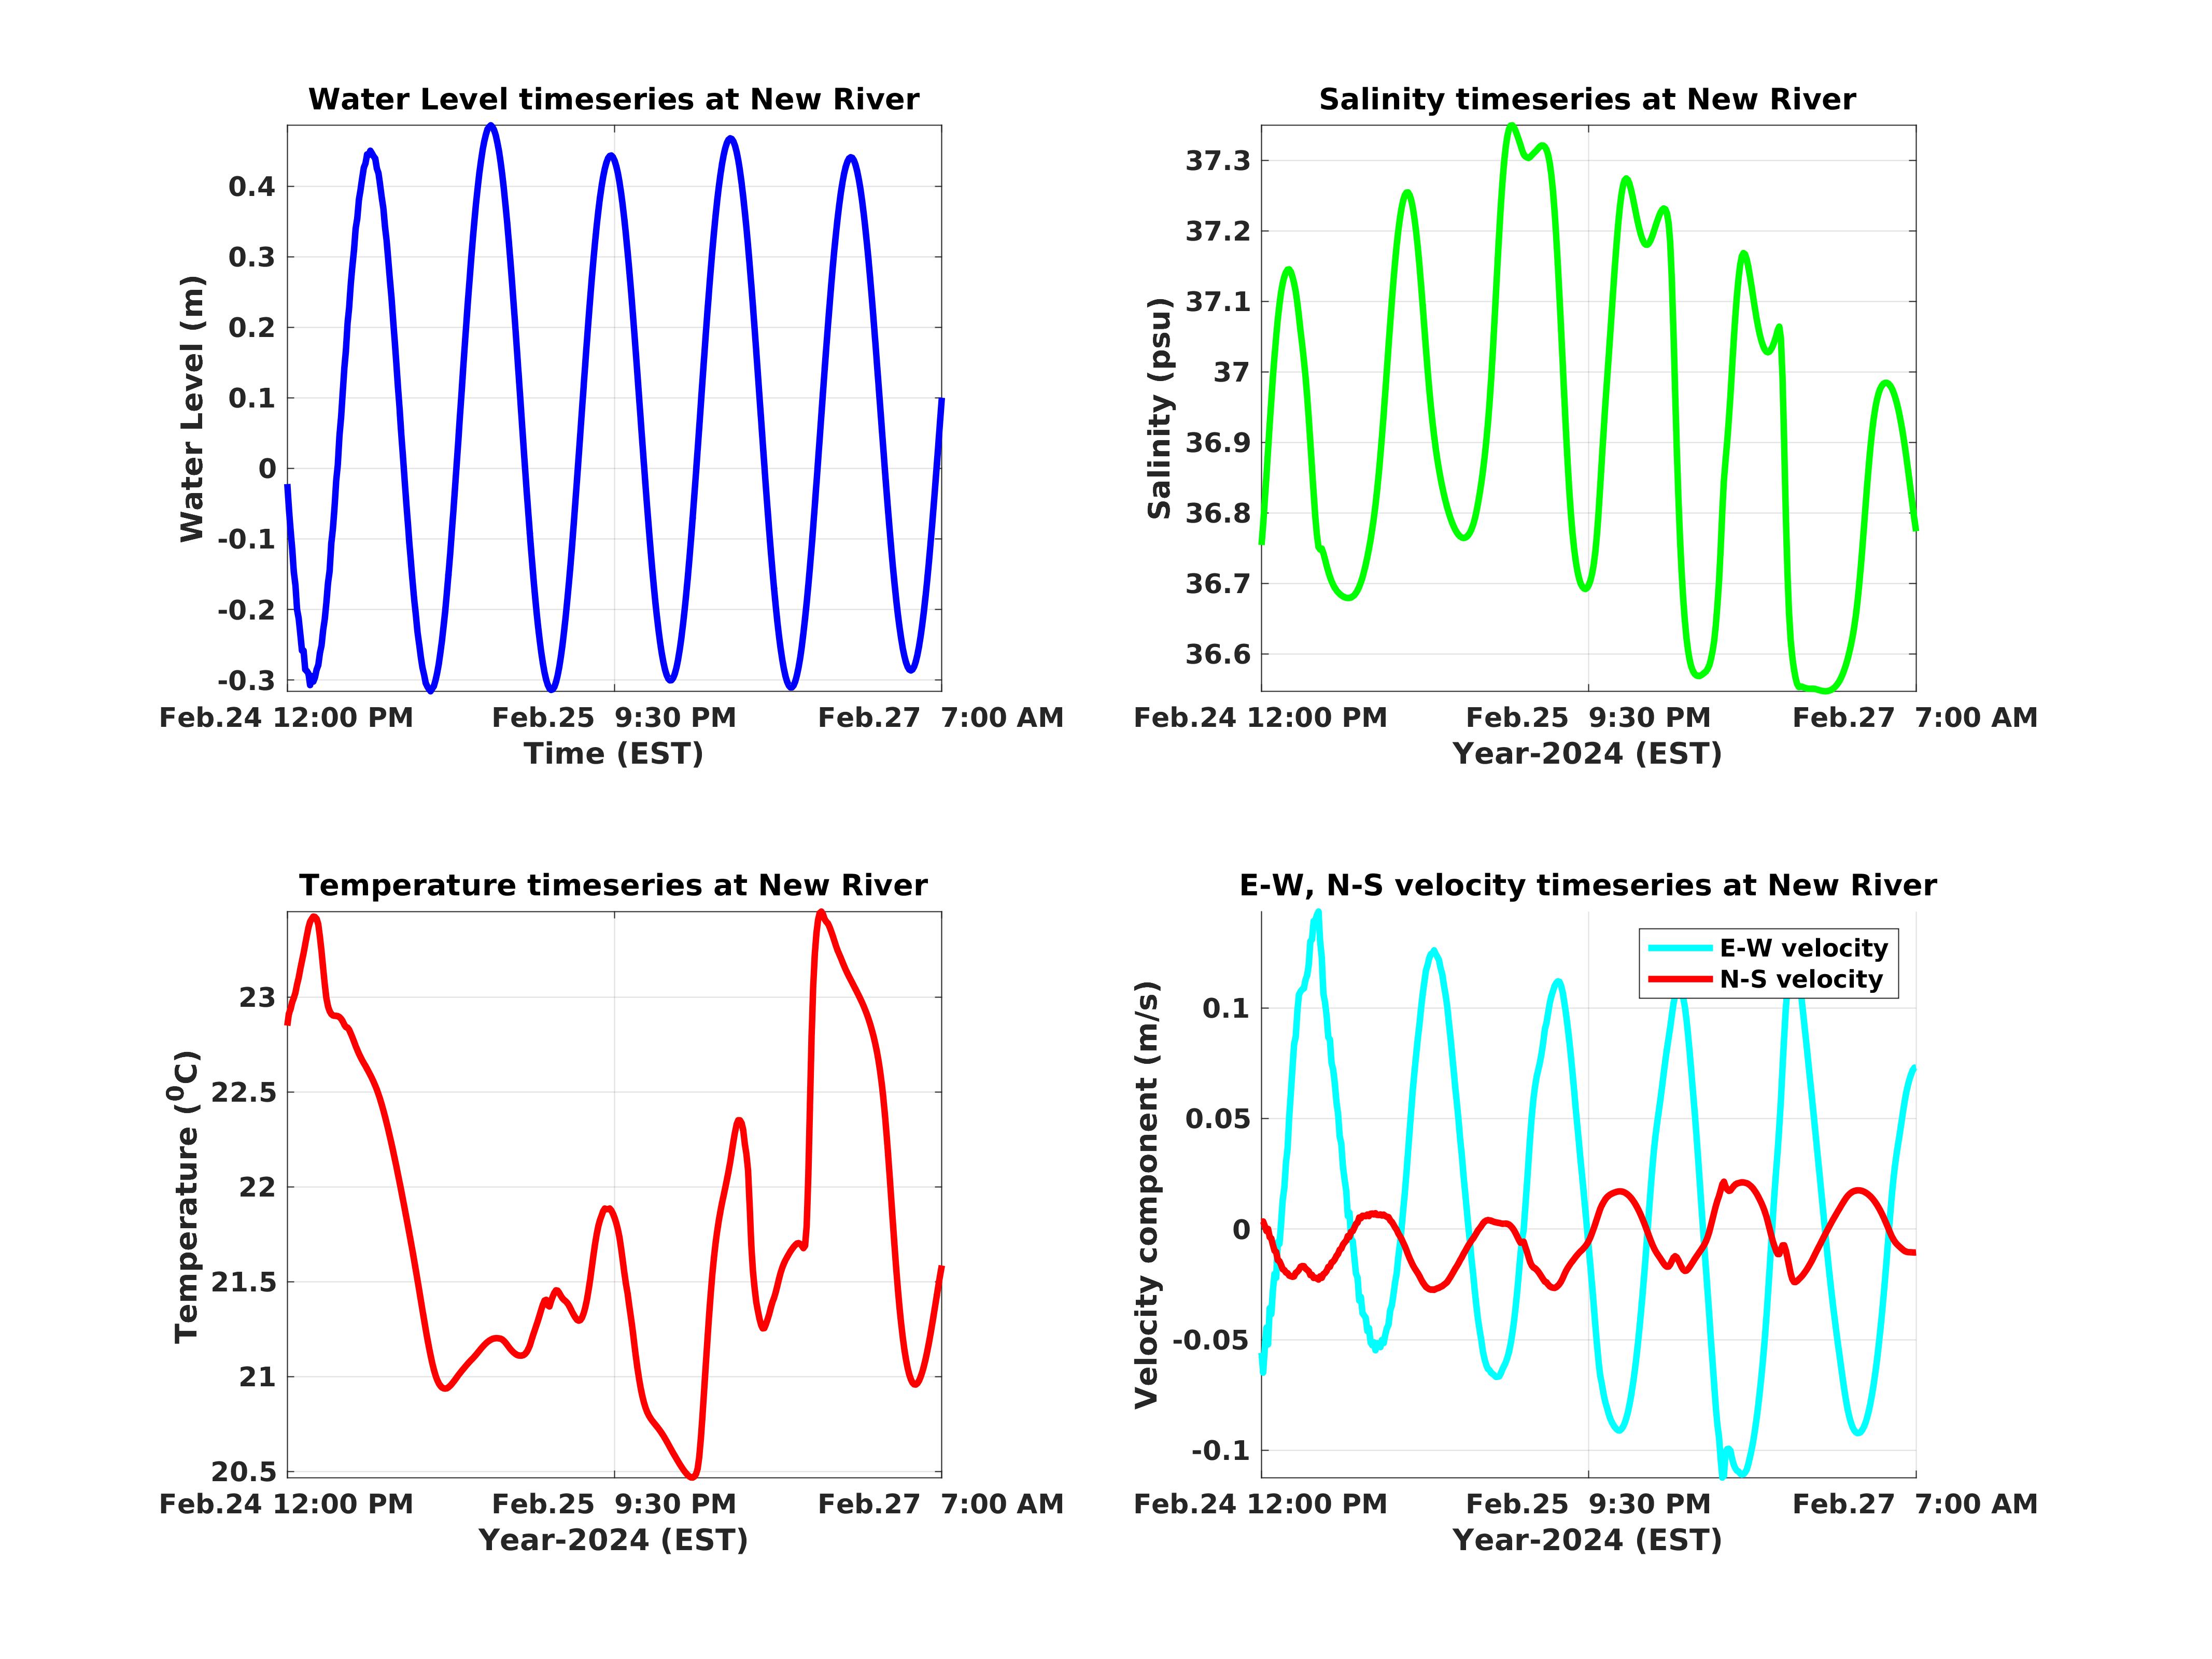 Water Level timeseries at New River
Water Level (m)
0.4
0.3
0.2
0.1
0
-0.1
-0.2
-0.3
Feb.24 12:00 PM
Feb.25 9:30 PM
Feb.27 7:00 AM
Time (EST)
Salinity timeseries at New River
Salinity (psu)
37.3
37.2
37.1
37
36.9
36.8
36.7
36.6
Feb.24 12:00 PM
Feb.25 9:30 PM
Feb.27 7:00 AM
Year-2024 (EST)
Temperature timeseries at New River
Temperature (⁰C)
23
22.5
22
21.5
21
20.5
Feb.24 12:00 PM
Feb.25 9:30 PM
Feb.27 7:00 AM
Year-2024 (EST)
E-W, N-S velocity timeseries at New River
Velocity component (m/s)
E-W velocity
N-S velocity
0.1
0.05
0
-0.05
-0.1
Feb.24 12:00 PM
Feb.25 9:30 PM
Feb.27 7:00 AM
Year-2024 (EST)